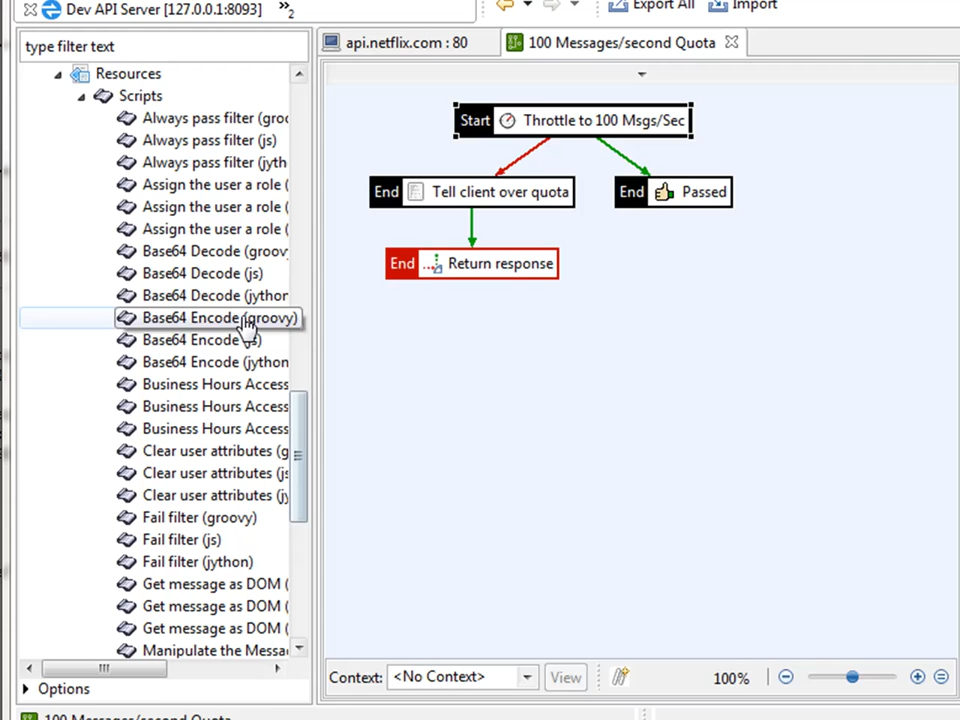 Dev API Server [127.0.0.1:8093]
»2
Export All
Import
type filter text
api.netflix.com : 80
100 Messages/second Quota
Resources
Scripts
Always pass filter (groo
Always pass filter (js)
Always pass filter (jyth
Assign the user a role (
Assign the user a role (
Assign the user a role (
Base64 Decode (groov
Base64 Decode (js)
Base64 Decode (jython
Base64 Encode (groovy)
Base64 Encode (js)
Base64 Encode (jython
Business Hours Access
Business Hours Access
Business Hours Access
Clear user attributes (g
Clear user attributes (js
Clear user attributes (jy
Fail filter (groovy)
Fail filter (js)
Fail filter (jython)
Get message as DOM (
Get message as DOM (
Get message as DOM (
Manipulate the Messa
Options
Start Throttle to 100 Msgs/Sec
End Tell client over quota
End Passed
End Return response
Context: <No Context> View
100%
100 Messages/second Quota